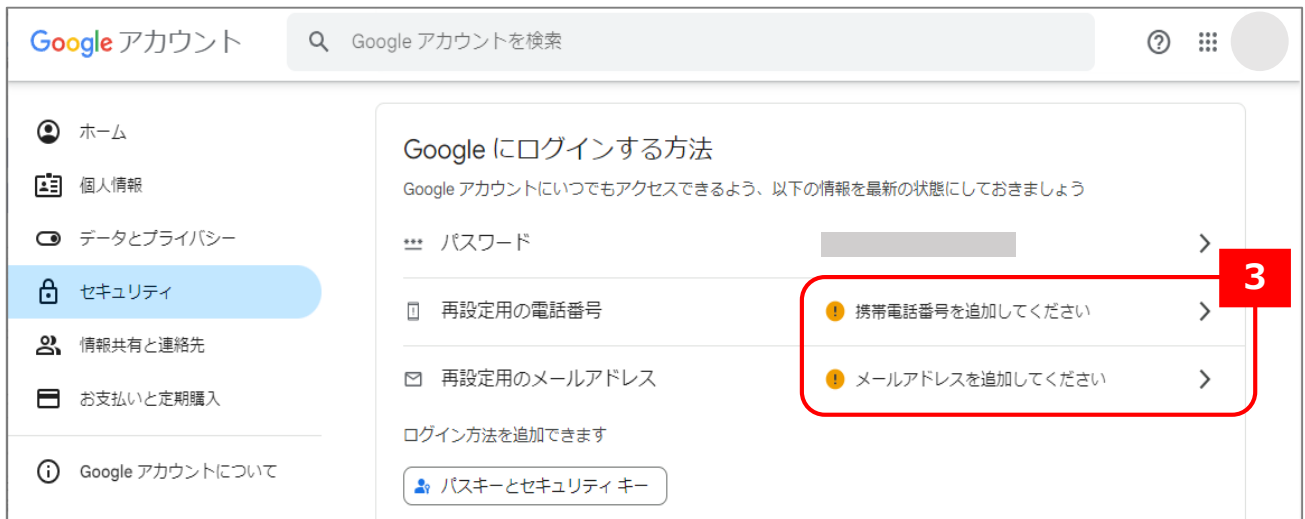 Google アカウント
Google アカウントを検索
ホーム
個人情報
データとプライバシー
セキュリティ
情報共有と連絡先
お支払いと定期購入
Google アカウントについて
Google にログインする方法
Google アカウントにいつでもアクセスできるよう、以下の情報を最新の状態にしておきましょう
パスワード
3
再設定用の電話番号 携帯電話番号を追加してください
再設定用のメールアドレス メールアドレスを追加してください
ログイン方法を追加できます
パスキーとセキュリティ キー